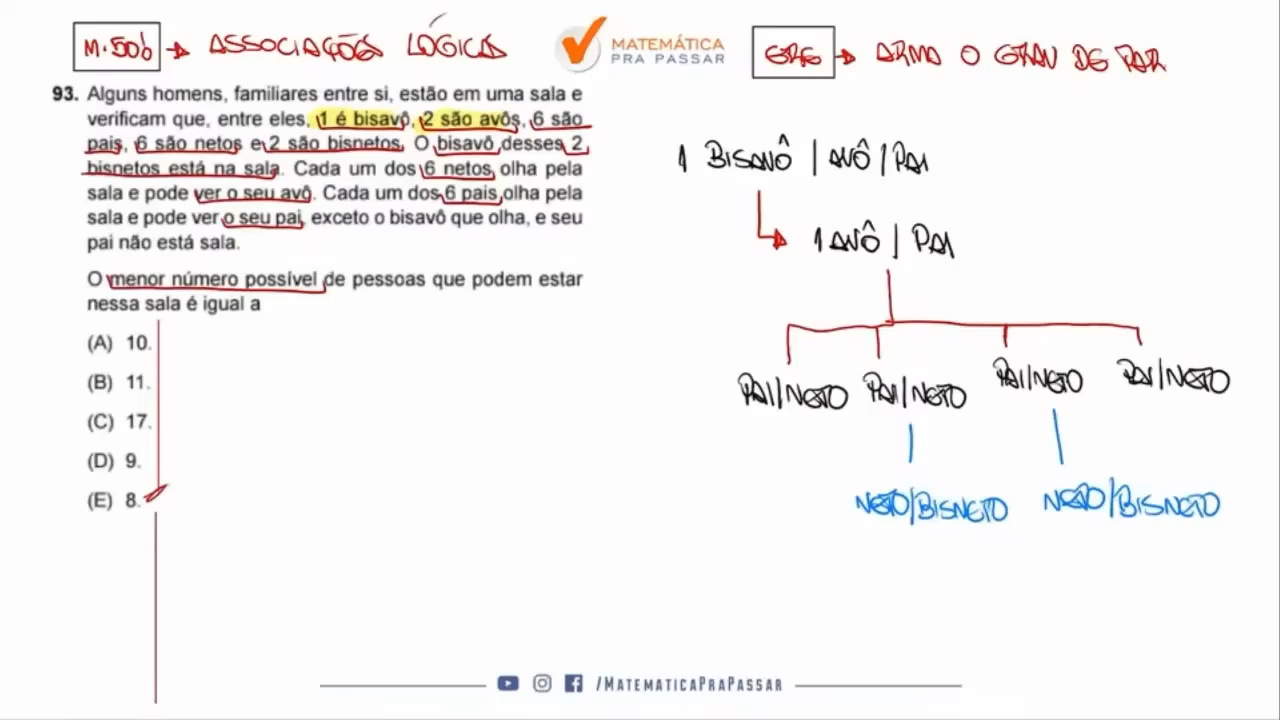 M.50% → ASSOCIAÇÕES LÓGICAS
MATEMÁTICA
PRA PASSAR
→ ARMA O GRAU DE PAR
93. Alguns homens, familiares entre si, estão em uma sala e
verificam que, entre eles, 1 é bisavô, 2 são avôs, 6 são
pais, 6 são netos e 2 são bisnetos. O bisavô desses 2
bisnetos está na sala. Cada um dos 6 netos olha pela
sala e pode ver o seu avô. Cada um dos 6 pais olha pela
sala e pode ver o seu pai, exceto o bisavô que olha, e seu
pai não está sala.
O menor número possível de pessoas que podem estar
nessa sala é igual a
(A) 10.
(B) 11.
(C) 17.
(D) 9.
(E) 8.
1 BISAVÔ | AVÔ | PAI
1 AVÔ | PAI
PAI/NETO PAI/NETO PAI/NETO PAI/NETO
NETO/BISNETO NETO/BISNETO
/MATEMATICAPRAPASSAR